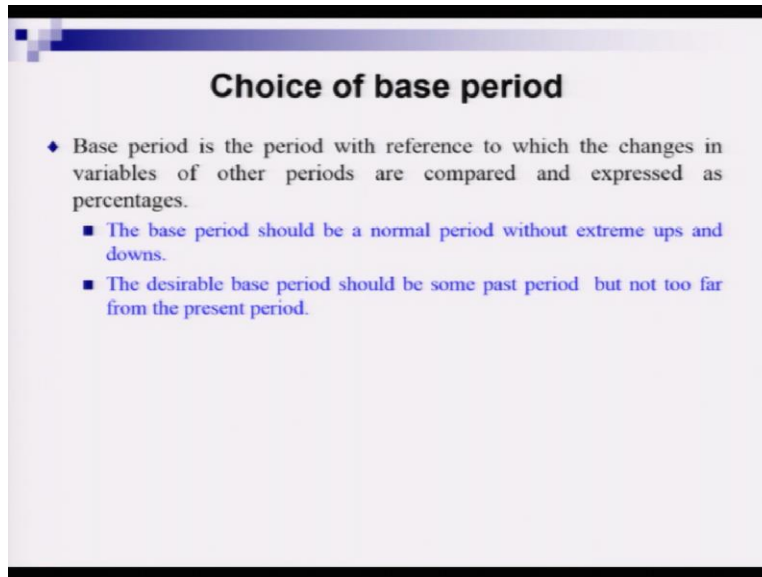 Choice of base period
Base period is the period with reference to which the changes in
variables of other periods are compared and expressed as
percentages.
The base period should be a normal period without extreme ups and
downs.
The desirable base period should be some past period but not too far
from the present period.